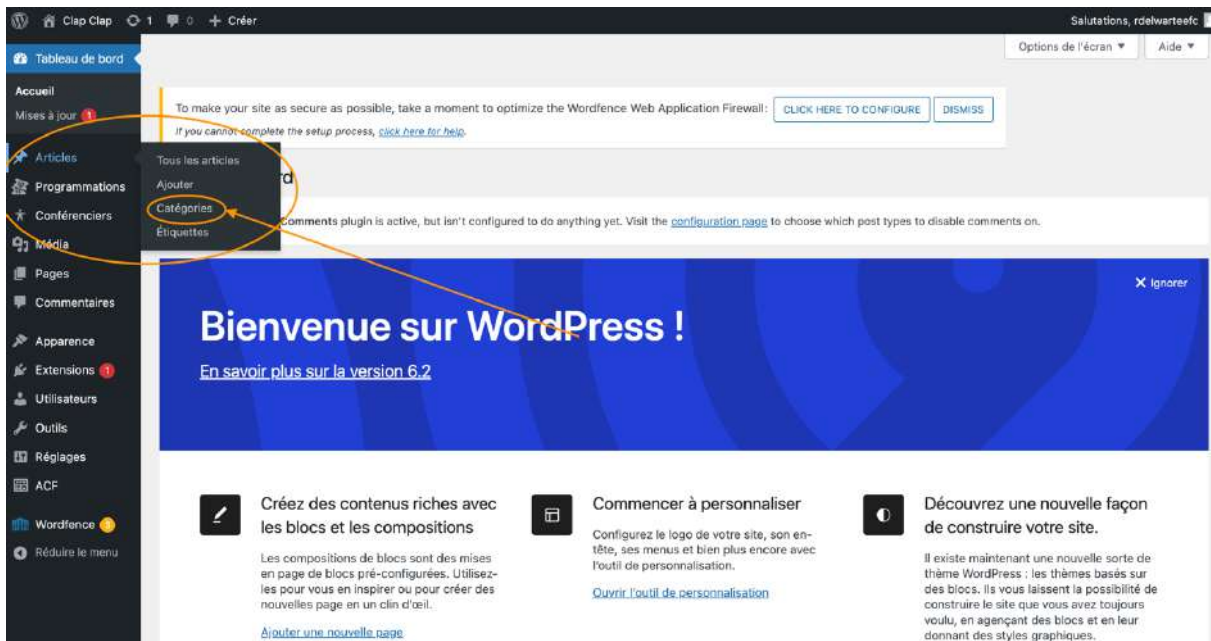 Clap Clap 1 0 + Créer Salutations, rdelwarteefc
Tableau de bord
Options de l'écran ▼ Aide ▼
Accueil
Mises à jour 1
To make your site as secure as possible, take a moment to optimize the Wordfence Web Application Firewall: CLICK HERE TO CONFIGURE DISMISS
If you cannot complete the setup process, click here for help.
Articles
Tous les articles
Ajouter
Catégories
Étiquettes
rd
Programmations
Conférenciers
Média
Comments plugin is active, but isn't configured to do anything yet. Visit the configuration page to choose which post types to disable comments on.
Pages
Commentaires
Apparence
Extensions 1
Utilisateurs
Outils
Réglages
ACF
Wordfence 3
Réduire le menu
Ignorer
Bienvenue sur WordPress !
En savoir plus sur la version 6.2
Créez des contenus riches avec
les blocs et les compositions
Les compositions de blocs sont des mises
en page de blocs pré-configurées. Utilisez-
les pour vous en inspirer ou pour créer des
nouvelles page en un clin d'œil.
Ajouter une nouvelle page
Commencer à personnaliser
Configurez le logo de votre site, son en-
tête, ses menus et bien plus encore avec
l'outil de personnalisation.
Ouvrir l'outil de personnalisation
Découvrez une nouvelle façon
de construire votre site.
Il existe maintenant une nouvelle sorte de
thème WordPress : les thèmes basés sur
des blocs. Ils vous laissent la possibilité de
construire le site que vous avez toujours
voulu, en agençant des blocs et en leur
donnant des styles graphiques.